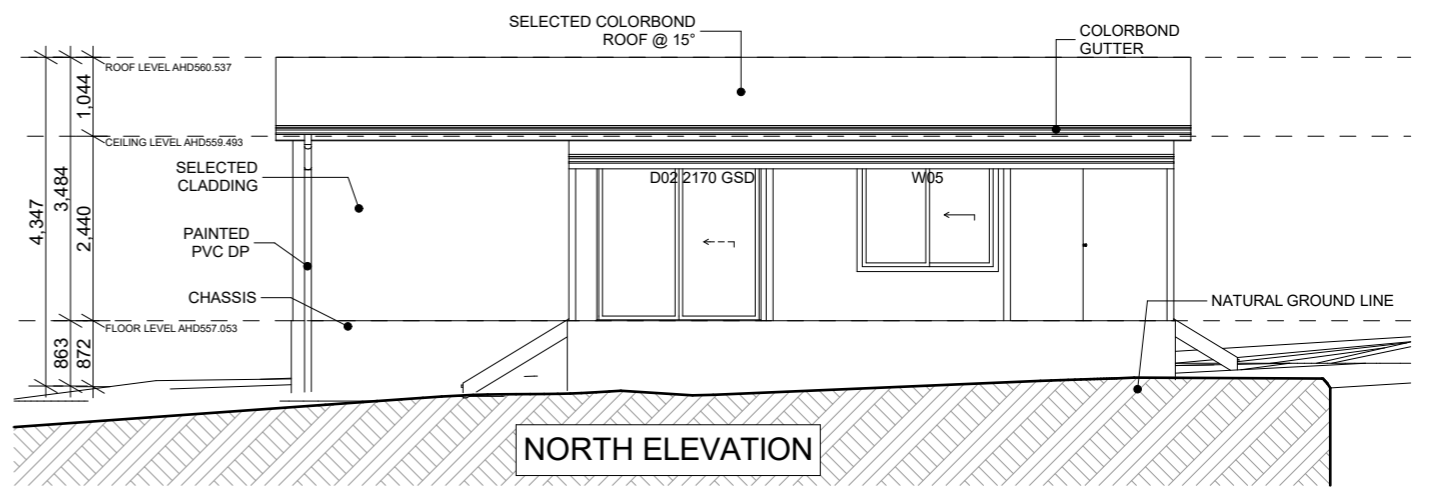 SELECTED COLORBOND
ROOF @ 15°
COLORBOND
GUTTER
ROOF LEVEL AHD560.537
1,044
CEILING LEVEL AHD559.493
SELECTED
CLADDING
D02 2170 GSD
W05
4,347
3,484
2,440
PAINTED
PVC DP
CHASSIS
NATURAL GROUND LINE
FLOOR LEVEL AHD557.053
863
872
NORTH ELEVATION